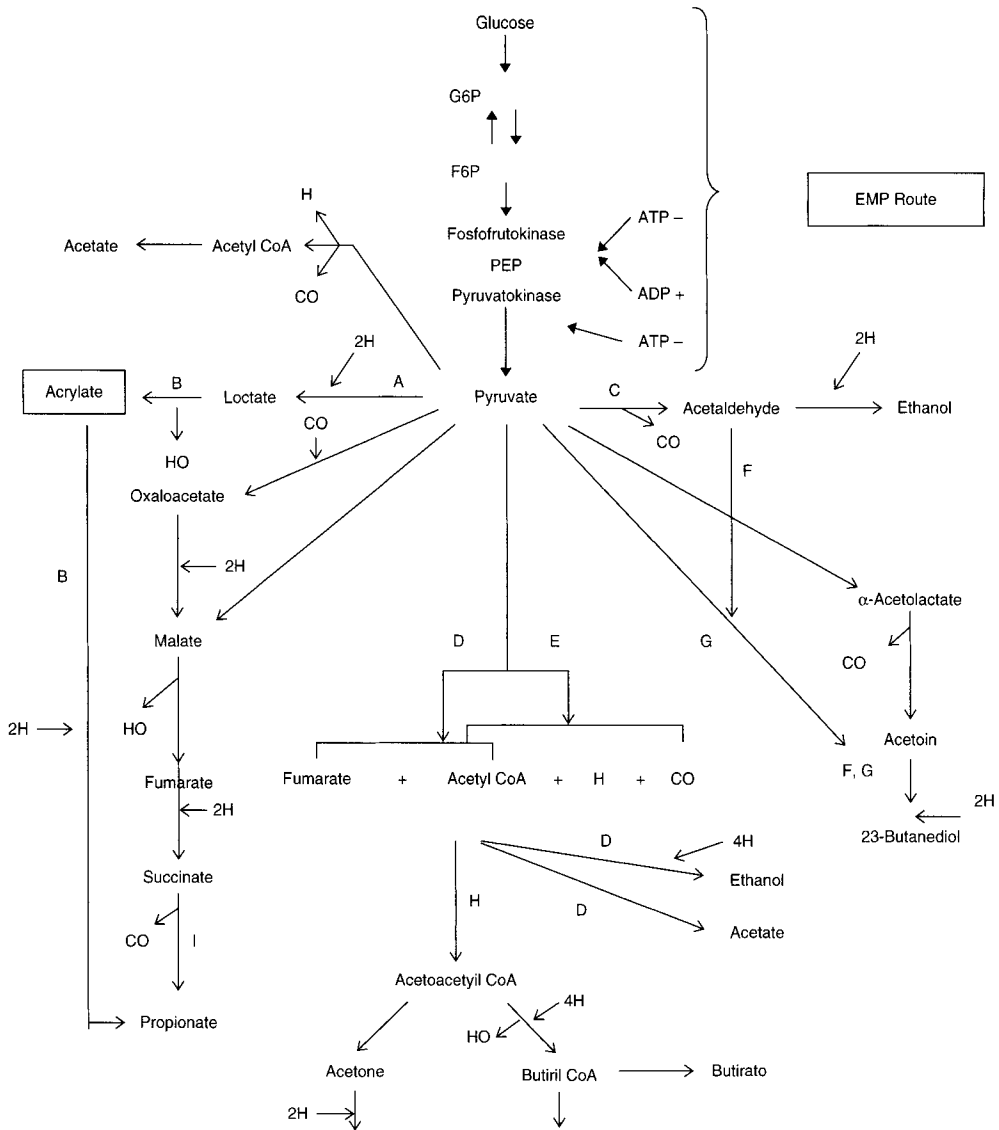 Glucose
G6P
F6P
H
EMP Route
ATP –
Fosfofrutokinase
Acetate
Acetyl CoA
PEP
CO
Pyruvatokinase
ADP +
ATP –
2H
2H
Acrylate
B
Loctate
A
Pyruvate
C
Acetaldehyde
Ethanol
CO
CO
HO
F
Oxaloacetate
2H
B
α-Acetolactate
Malate
D
E
G
CO
2H
HO
Acetoin
Fumarate
Fumarate + Acetyl CoA + H + CO
F, G
2H
2H
23-Butanediol
D
4H
Succinate
Ethanol
H
D
CO
I
Acetate
Acetoacetyil CoA
4H
Propionate
HO
Acetone
Butiril CoA
Butirato
2H